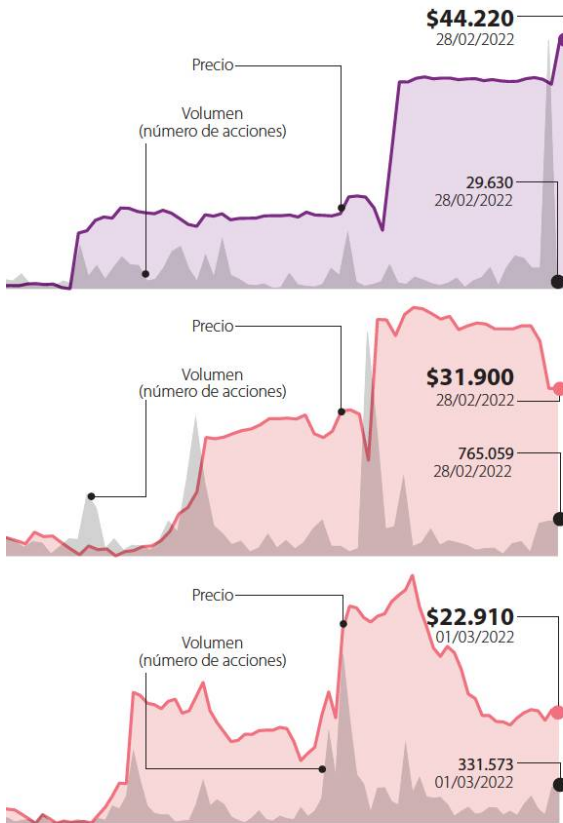 $44.220
28/02/2022
Precio
Volumen
(número de acciones)
29.630
28/02/2022
Precio
Volumen
(número de acciones)
$31.900
28/02/2022
765.059
28/02/2022
Precio
$22.910
01/03/2022
Volumen
(número de acciones)
331.573
01/03/2022